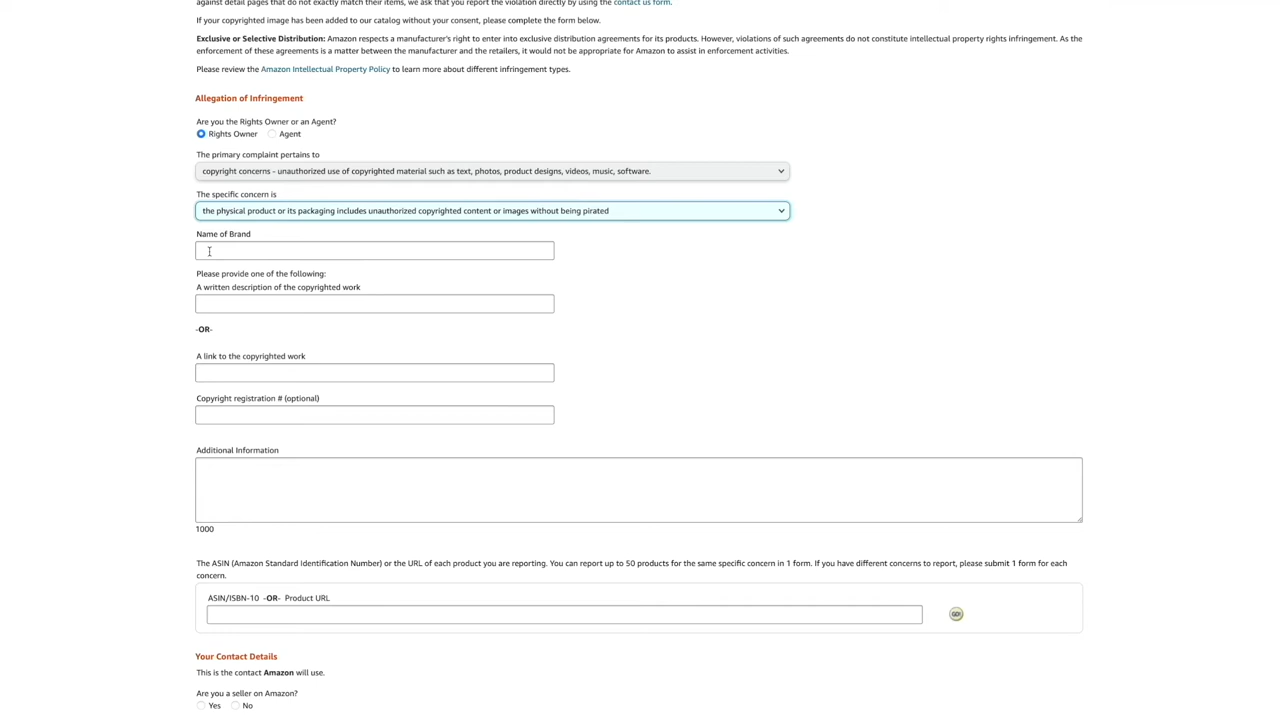 against detail pages that do not exactly match their items, we ask that you report the violation directly by using the contact us form.
If your copyrighted image has been added to our catalog without your consent, please complete the form below.
Exclusive or Selective Distribution: Amazon respects a manufacturer's right to enter into exclusive distribution agreements for its products. However, violations of such agreements do not constitute intellectual property rights infringement. As the
enforcement of these agreements is a matter between the manufacturer and the retailers, it would not be appropriate for Amazon to assist in enforcement activities.
Please review the Amazon Intellectual Property Policy to learn more about different infringement types.
Allegation of Infringement
Are you the Rights Owner or an Agent?
Rights Owner Agent
The primary complaint pertains to
copyright concerns - unauthorized use of copyrighted material such as text, photos, product designs, videos, music, software.
The specific concern is
the physical product or its packaging includes unauthorized copyrighted content or images without being pirated
Name of Brand
Please provide one of the following:
A written description of the copyrighted work
-OR-
A link to the copyrighted work
Copyright registration # (optional)
Additional Information
1000
The ASIN (Amazon Standard Identification Number) or the URL of each product you are reporting. You can report up to 50 products for the same specific concern in 1 form. If you have different concerns to report, please submit 1 form for each
concern.
ASIN/ISBN-10 -OR- Product URL
GO!
Your Contact Details
This is the contact Amazon will use.
Are you a seller on Amazon?
Yes No